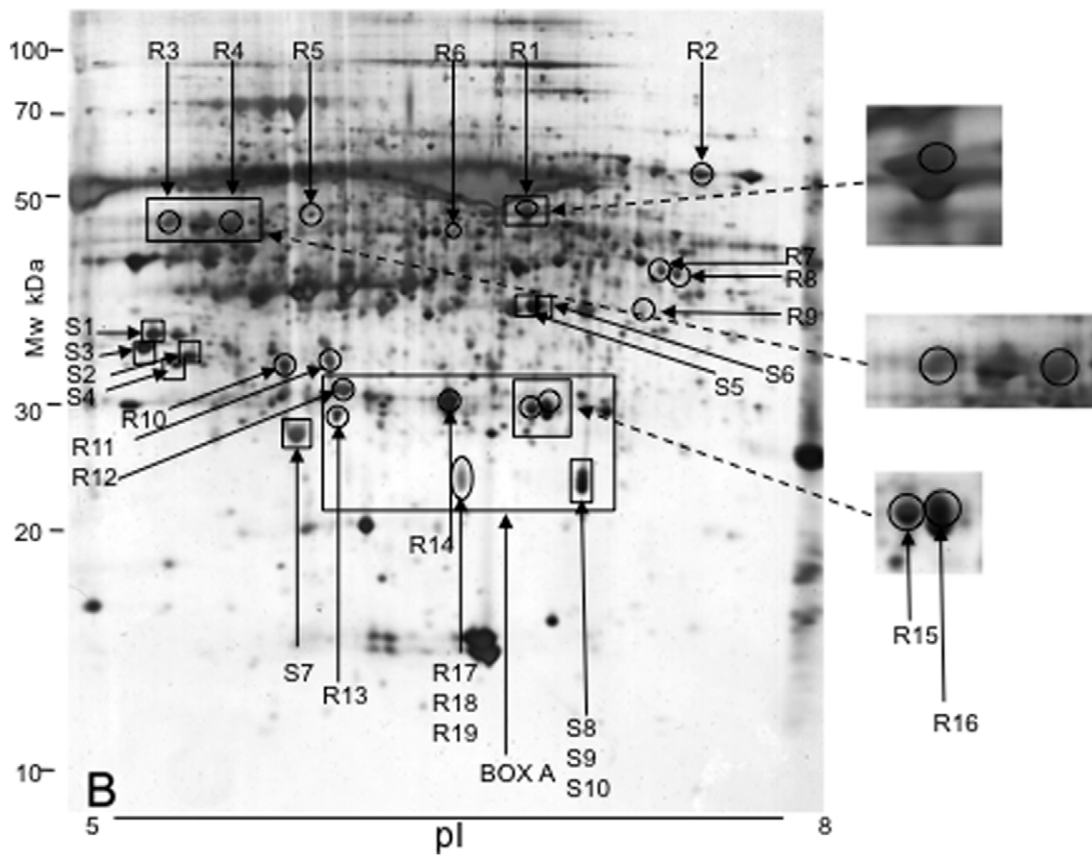 R3 R4 R5 R6 R1 R2
100
70
50
R7
R8
R9
Mw kDa
S1
S3
S2
S4
S6
S5
30
R10
R11
R12
20
R14
R15
S7
R13
R17
R18
R19
R16
S8
S9
S10
BOX A
10
B
5
8
pI